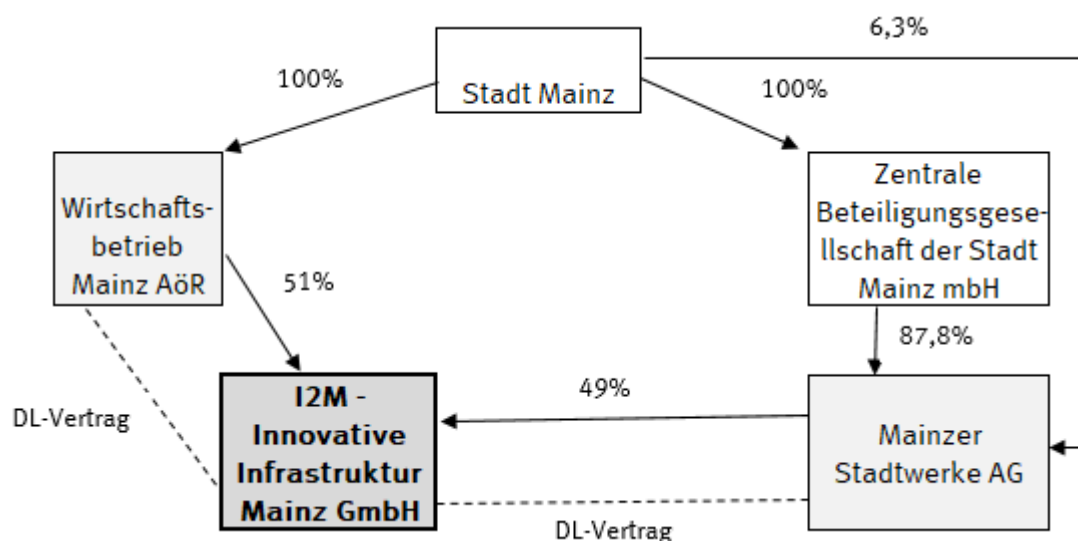 6,3%
100%
Stadt Mainz
100%
Wirtschafts-
betrieb
Mainz AöR
Zentrale
Beteiligungsgese-
llschaft der Stadt
Mainz mbH
51%
87,8%
DL-Vertrag
I2M -
Innovative
Infrastruktur
Mainz GmbH
49%
Mainzer
Stadtwerke AG
DL-Vertrag